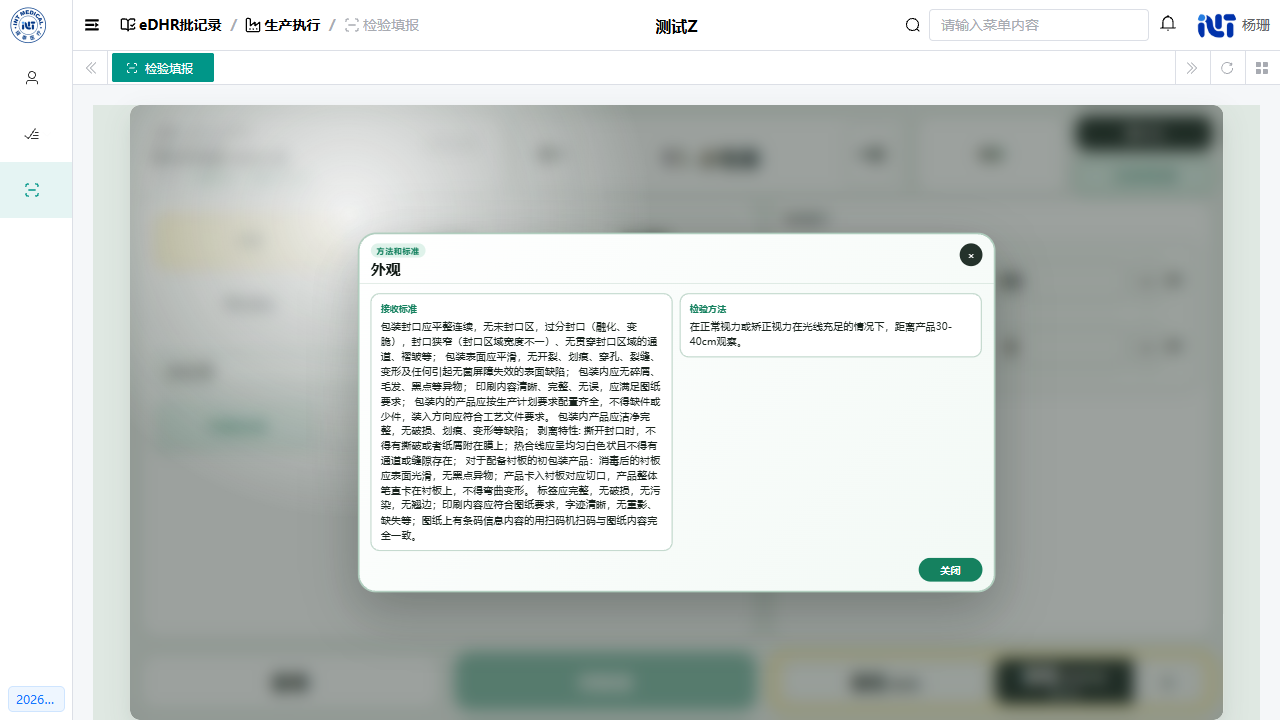 eDHR批记录 / 生产执行 / 检验填报
测试Z
请输入菜单内容
杨珊
检验填报
方法和标准
外观
×
接收标准
包装封口应平整连续，无未封口区，过分封口（融化、变
脆），封口狭窄（封口区域宽度不一）、无贯穿封口区域的通
道、褶皱等； 包装表面应平滑，无开裂、划痕、穿孔、裂缝、
变形及任何引起无菌屏障失效的表面缺陷； 包装内应无碎屑、
毛发、黑点等异物； 印刷内容清晰、完整、无误，应满足图纸
要求； 包装内的产品应按生产计划要求配置齐全，不得缺件或
少件，装入方向应符合工艺文件要求。 包装内产品应洁净完
整，无破损、划痕、变形等缺陷； 剥离特性: 撕开封口时，不
得有撕破或者纸屑附在膜上；热合线应呈均匀白色状且不得有
通道或缝隙存在； 对于配备衬板的初包装产品：消毒后的衬板
应表面光滑，无黑点异物；产品卡入衬板对应切口，产品整体
笔直卡在衬板上，不得弯曲变形。 标签应完整，无破损，无污
染，无翘边；印刷内容应符合图纸要求，字迹清晰，无重影、
缺失等；图纸上有条码信息内容的用扫码机扫码与图纸内容完
全一致。
检验方法
在正常视力或矫正视力在光线充足的情况下，距离产品30-
40cm观察。
关闭
2026...